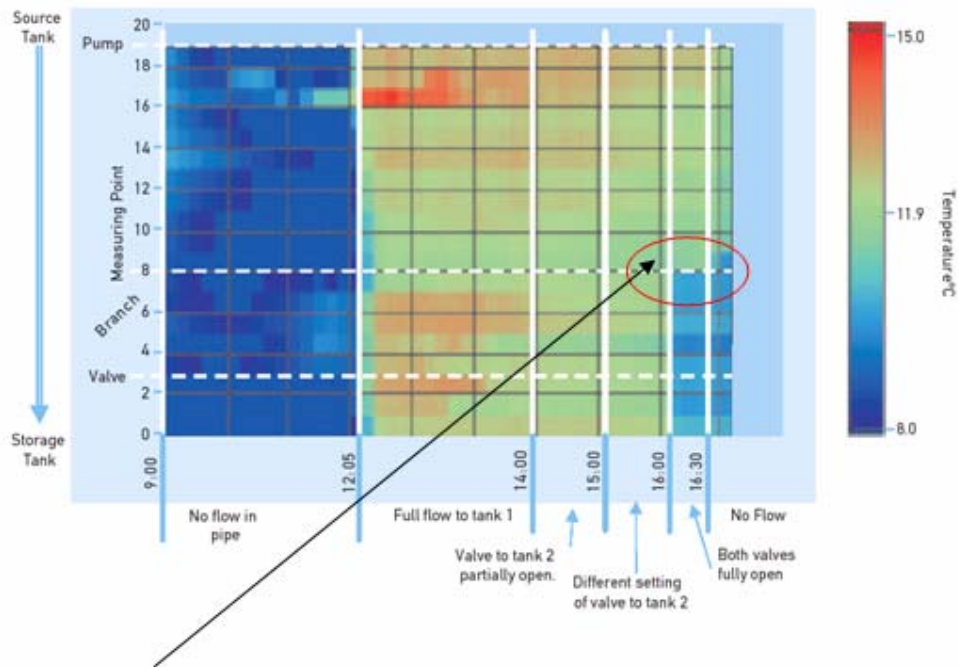 Source
Tank
Storage
Tank
Pump
Branch
Valve
Measuring Point
20
18
16
14
12
10
8
6
4
2
0
9:00
12:05
14:00
15:00
16:00
16:30
No flow in
pipe
Full flow to tank 1
Valve to tank 2
partially open.
Different setting
of valve to tank 2
Both valves
fully open
No Flow
15.0
11.9
8.0
Temperature°C